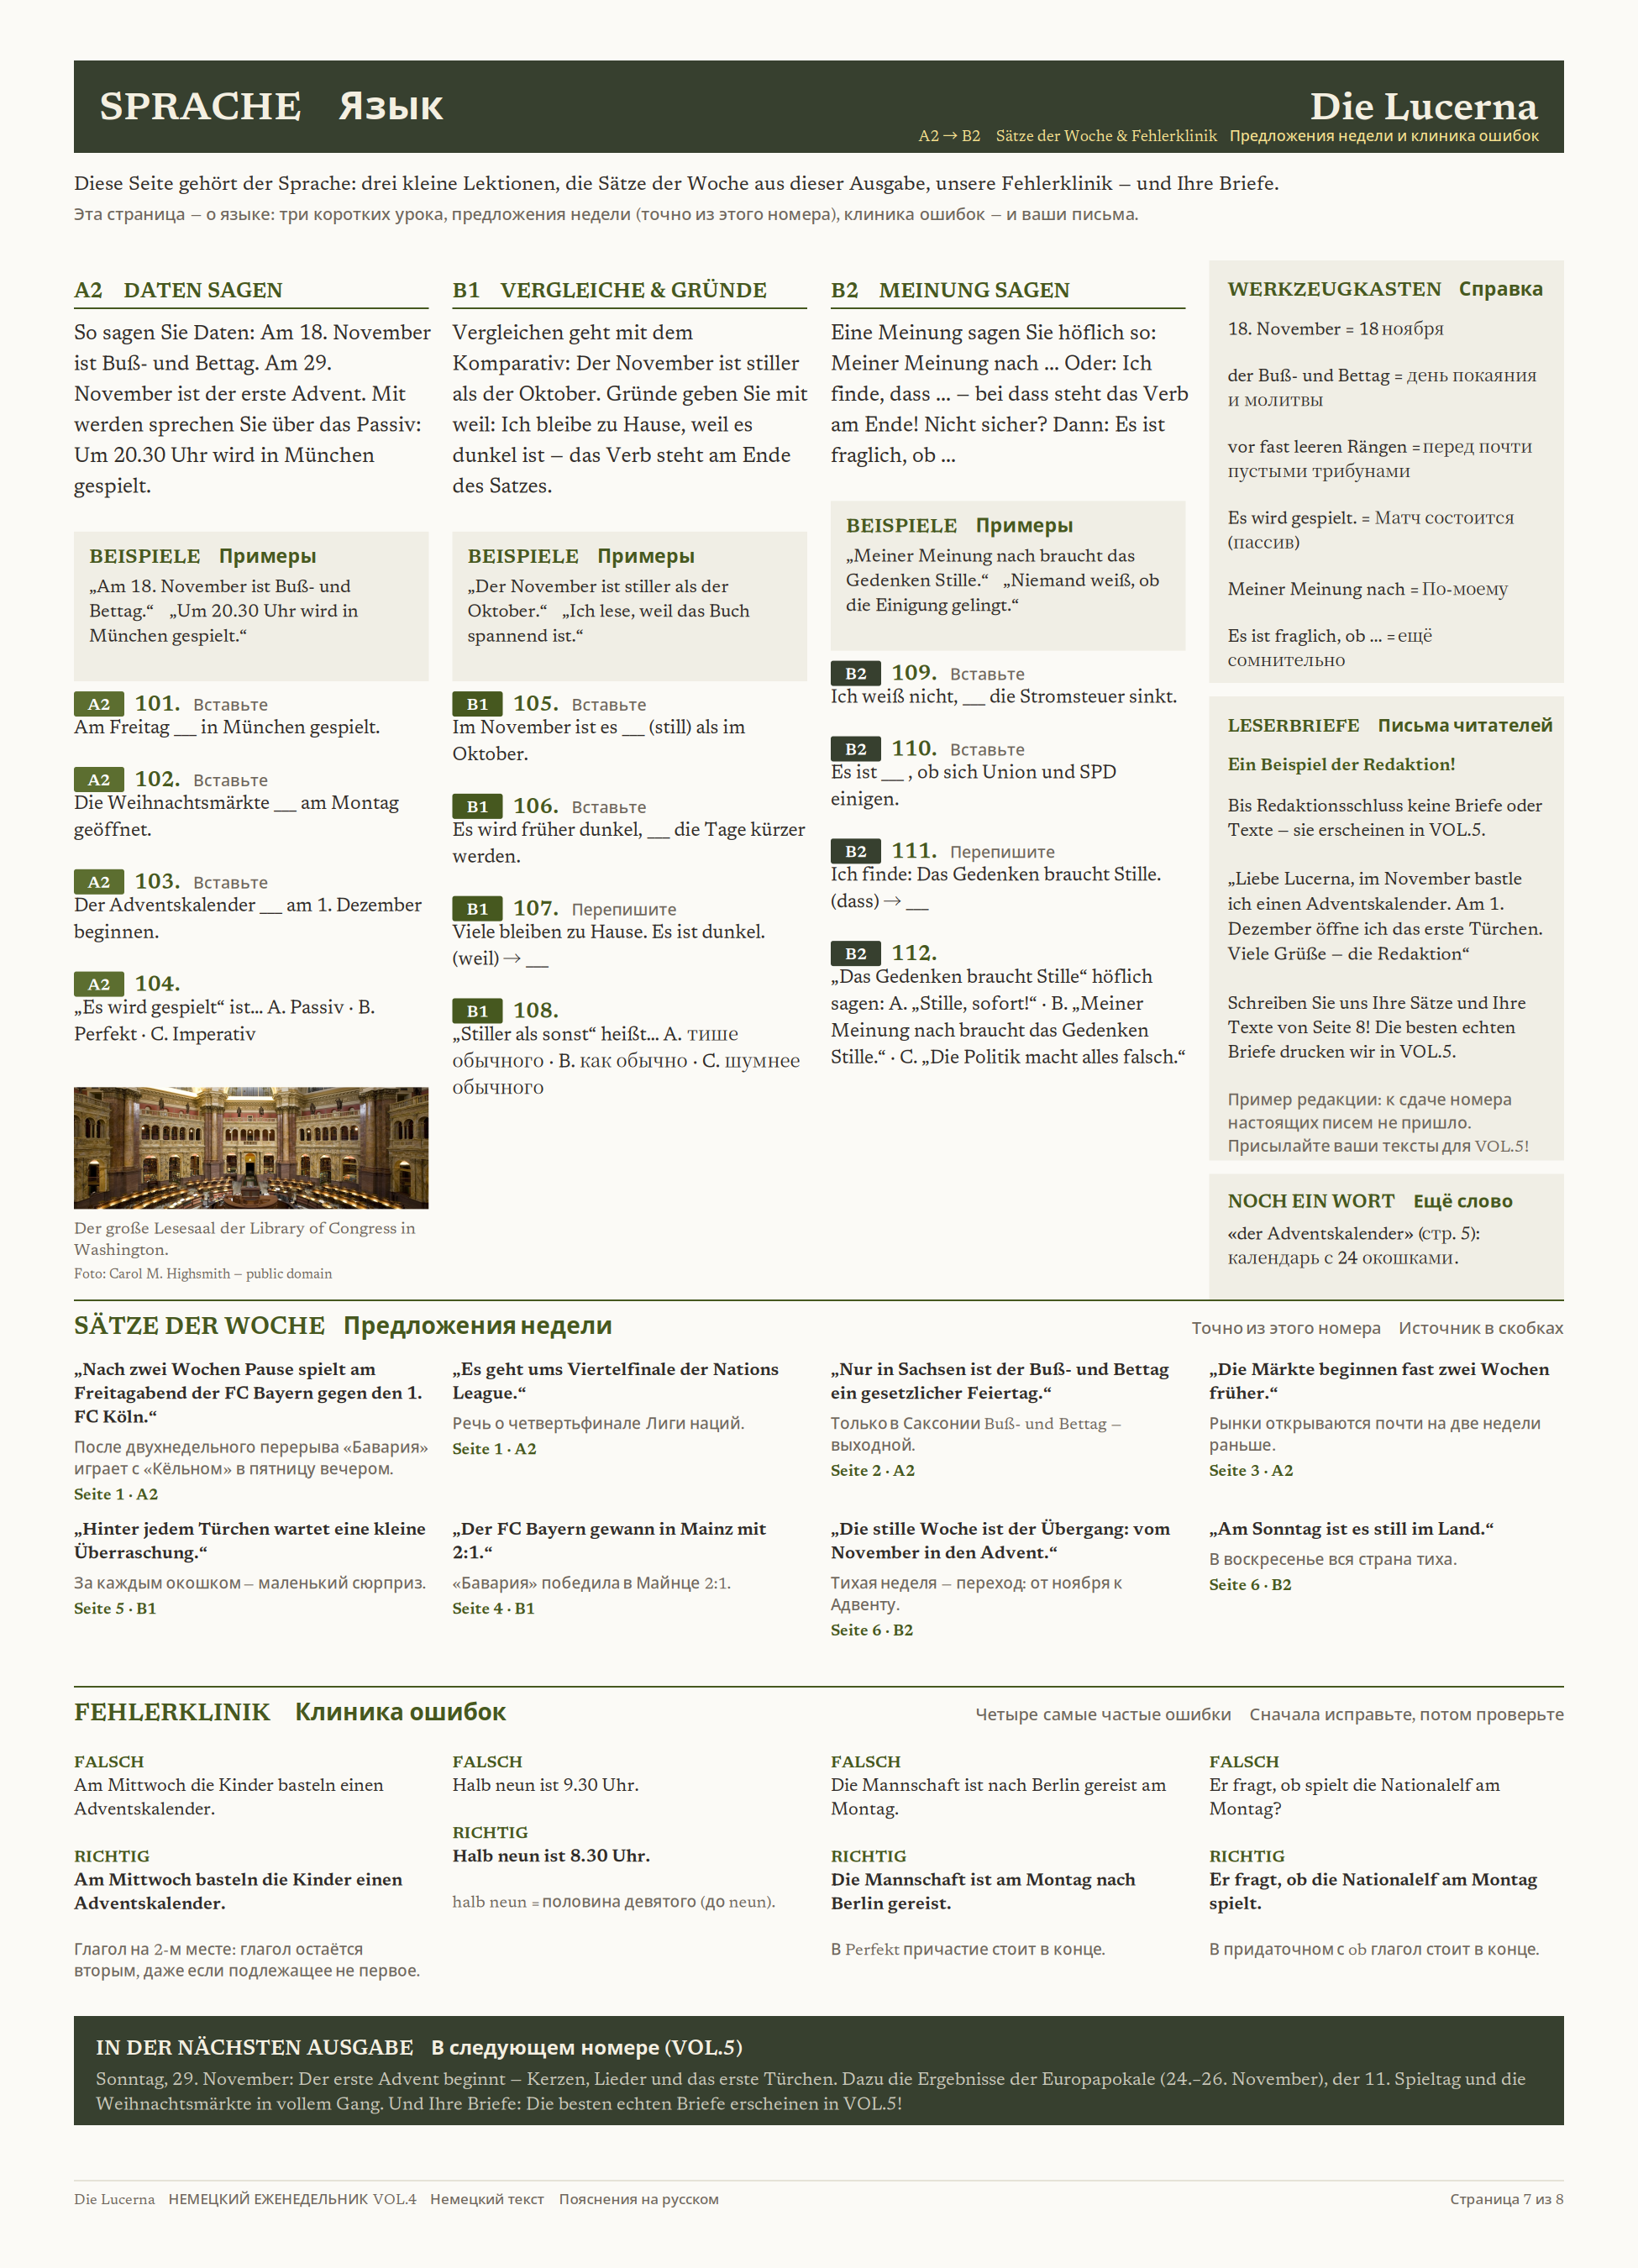 SPRACHE Язык
Die Lucerna
A2 → B2 Sätze der Woche & Fehlerklinik Предложения недели и клиника ошибок
Diese Seite gehört der Sprache: drei kleine Lektionen, die Sätze der Woche aus dieser Ausgabe, unsere Fehlerklinik – und Ihre Briefe.
Эта страница – о языке: три коротких урока, предложения недели (точно из этого номера), клиника ошибок – и ваши письма.
A2 DATEN SAGEN
So sagen Sie Daten: Am 18. November
ist Buß- und Bettag. Am 29.
November ist der erste Advent. Mit
werden sprechen Sie über das Passiv:
Um 20.30 Uhr wird in München
gespielt.
BEISPIELE Примеры
„Am 18. November ist Buß- und
Bettag.“ „Um 20.30 Uhr wird in
München gespielt.“
A2 101. Вставьте
Am Freitag __ in München gespielt.
A2 102. Вставьте
Die Weihnachtsmärkte __ am Montag
geöffnet.
A2 103. Вставьте
Der Adventskalender __ am 1. Dezember
beginnen.
A2 104.
„Es wird gespielt“ ist... A. Passiv · B.
Perfekt · C. Imperativ
Der große Lesesaal der Library of Congress in
Washington.
Foto: Carol M. Highsmith – public domain
B1 VERGLEICHE & GRÜNDE
Vergleichen geht mit dem
Komparativ: Der November ist stiller
als der Oktober. Gründe geben Sie mit
weil: Ich bleibe zu Hause, weil es
dunkel ist – das Verb steht am Ende
des Satzes.
BEISPIELE Примеры
„Der November ist stiller als der
Oktober.“ „Ich lese, weil das Buch
spannend ist.“
B1 105. Вставьте
Im November ist es __ (still) als im
Oktober.
B1 106. Вставьте
Es wird früher dunkel, __ die Tage kürzer
werden.
B1 107. Перепишите
Viele bleiben zu Hause. Es ist dunkel.
(weil) → __
B1 108.
„Stiller als sonst“ heißt... A. тише
обычного · B. как обычно · C. шумнее
обычного
B2 MEINUNG SAGEN
Eine Meinung sagen Sie höflich so:
Meiner Meinung nach ... Oder: Ich
finde, dass ... – bei dass steht das Verb
am Ende! Nicht sicher? Dann: Es ist
fraglich, ob ...
BEISPIELE Примеры
„Meiner Meinung nach braucht das
Gedenken Stille.“ „Niemand weiß, ob
die Einigung gelingt.“
B2 109. Вставьте
Ich weiß nicht, __ die Stromsteuer sinkt.
B2 110. Вставьте
Es ist __ , ob sich Union und SPD
einigen.
B2 111. Перепишите
Ich finde: Das Gedenken braucht Stille.
(dass) → __
B2 112.
„Das Gedenken braucht Stille“ höflich
sagen: A. „Stille, sofort!“ · B. „Meiner
Meinung nach braucht das Gedenken
Stille.“ · C. „Die Politik macht alles falsch.“
WERKZEUGKASTEN Справка
18. November = 18 ноября
der Buß- und Bettag = день покаяния
и молитвы
vor fast leeren Rängen = перед почти
пустыми трибунами
Es wird gespielt. = Матч состоится
(пассив)
Meiner Meinung nach = По-моему
Es ist fraglich, ob ... = ещё
сомнительно
LESERBRIEFE Письма читателей
Ein Beispiel der Redaktion!
Bis Redaktionsschluss keine Briefe oder
Texte – sie erscheinen in VOL.5.
„Liebe Lucerna, im November bastle
ich einen Adventskalender. Am 1.
Dezember öffne ich das erste Türchen.
Viele Grüße – die Redaktion“
Schreiben Sie uns Ihre Sätze und Ihre
Texte von Seite 8! Die besten echten
Briefe drucken wir in VOL.5.
Пример редакции: к сдаче номера
настоящих писем не пришло.
Присылайте ваши тексты для VOL.5!
NOCH EIN WORT Ещё слово
«der Adventskalender» (стр. 5):
календарь с 24 окошками.
SÄTZE DER WOCHE Предложения недели
Точно из этого номера Источник в скобках
„Nach zwei Wochen Pause spielt am
Freitagabend der FC Bayern gegen den 1.
FC Köln.“
После двухнедельного перерыва «Бавария»
играет с «Кёльном» в пятницу вечером.
Seite 1 · A2
„Es geht ums Viertelfinale der Nations
League.“
Речь о четвертьфинале Лиги наций.
Seite 1 · A2
„Nur in Sachsen ist der Buß- und Bettag
ein gesetzlicher Feiertag.“
Только в Саксонии Buß- und Bettag –
выходной.
Seite 2 · A2
„Die Märkte beginnen fast zwei Wochen
früher.“
Рынки открываются почти на две недели
раньше.
Seite 3 · A2
„Hinter jedem Türchen wartet eine kleine
Überraschung.“
За каждым окошком – маленький сюрприз.
Seite 5 · B1
„Der FC Bayern gewann in Mainz mit
2:1.“
«Бавария» победила в Майнце 2:1.
Seite 4 · B1
„Die stille Woche ist der Übergang: vom
November in den Advent.“
Тихая неделя – переход: от ноября к
Адвенту.
Seite 6 · B2
„Am Sonntag ist es still im Land.“
В воскресенье вся страна тиха.
Seite 6 · B2
FEHLERKLINIK Клиника ошибок
Четыре самые частые ошибки Сначала исправьте, потом проверьте
FALSCH
Am Mittwoch die Kinder basteln einen
Adventskalender.
RICHTIG
Am Mittwoch basteln die Kinder einen
Adventskalender.
Глагол на 2-м месте: глагол остаётся
вторым, даже если подлежащее не первое.
FALSCH
Halb neun ist 9.30 Uhr.
RICHTIG
Halb neun ist 8.30 Uhr.
halb neun = половина девятого (до neun).
FALSCH
Die Mannschaft ist nach Berlin gereist am
Montag.
RICHTIG
Die Mannschaft ist am Montag nach
Berlin gereist.
В Perfekt причастие стоит в конце.
FALSCH
Er fragt, ob spielt die Nationalelf am
Montag?
RICHTIG
Er fragt, ob die Nationalelf am Montag
spielt.
В придаточном с ob глагол стоит в конце.
IN DER NÄCHSTEN AUSGABE В следующем номере (VOL.5)
Sonntag, 29. November: Der erste Advent beginnt – Kerzen, Lieder und das erste Türchen. Dazu die Ergebnisse der Europapokale (24.–26. November), der 11. Spieltag und die
Weihnachtsmärkte in vollem Gang. Und Ihre Briefe: Die besten echten Briefe erscheinen in VOL.5!
Die Lucerna НЕМЕЦКИЙ ЕЖЕНЕДЕЛЬНИК VOL.4 Немецкий текст Пояснения на русском
Страница 7 из 8